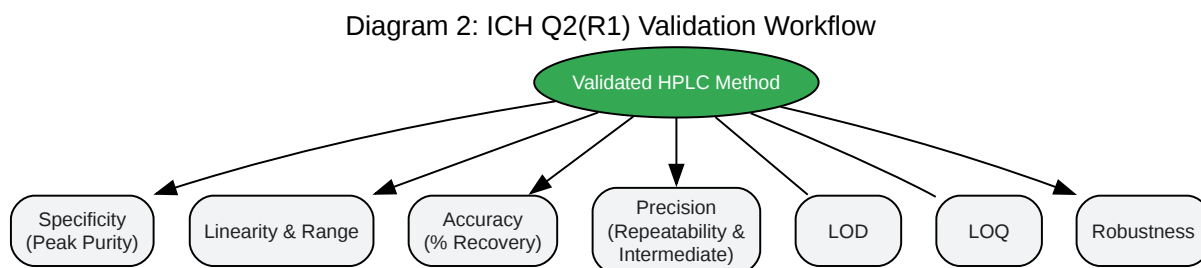 Diagram 2: ICH Q2(R1) Validation Workflow
Validated HPLC Method
Specificity
(Peak Purity)
Linearity & Range
Accuracy
(% Recovery)
Precision
(Repeatability &
Intermediate)
LOD
LOQ
Robustness